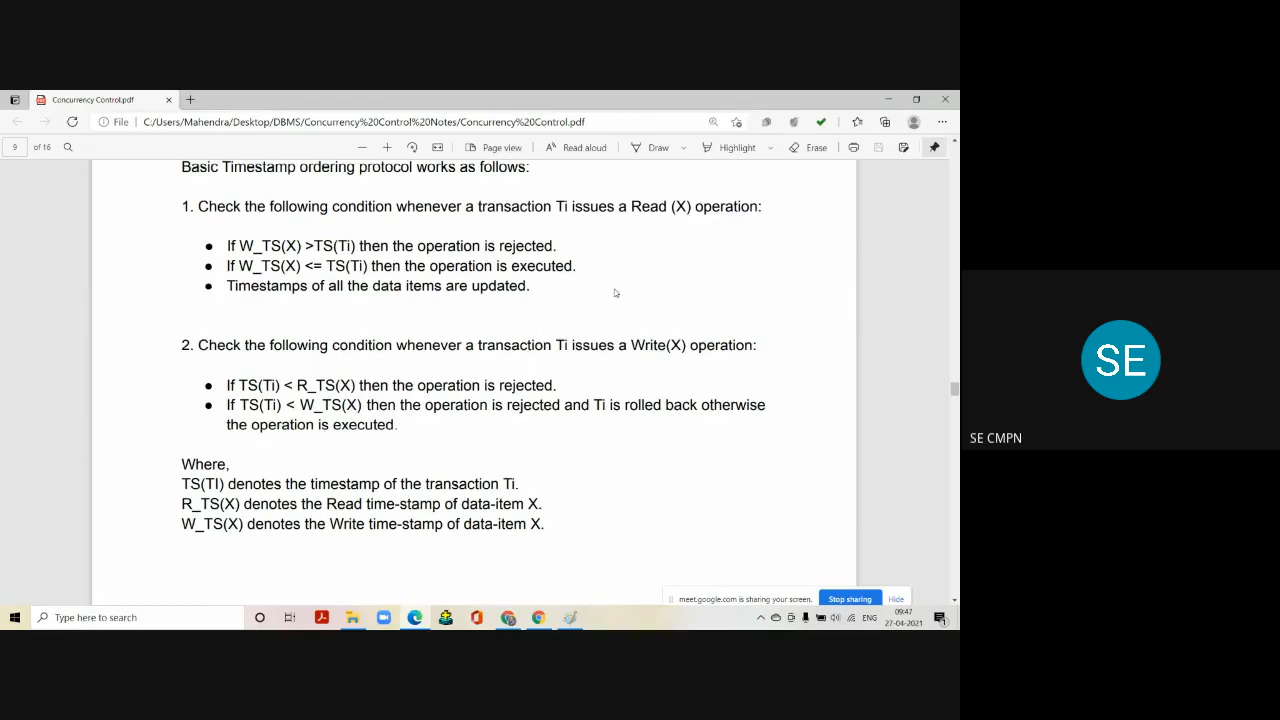 Concurrency Control.pdf
File
C:/Users/Mahendra/Desktop/DBMS/Concurrency%20Control%20Notes/Concurrency%20Control.pdf
9 of 16
Page view
Read aloud
Draw
Highlight
Erase
Basic Timestamp ordering protocol works as follows:
1. Check the following condition whenever a transaction Ti issues a Read (X) operation:
● If W_TS(X) >TS(Ti) then the operation is rejected.
● If W_TS(X) <= TS(Ti) then the operation is executed.
● Timestamps of all the data items are updated.
2. Check the following condition whenever a transaction Ti issues a Write(X) operation:
● If TS(Ti) < R_TS(X) then the operation is rejected.
● If TS(Ti) < W_TS(X) then the operation is rejected and Ti is rolled back otherwise
the operation is executed.
Where,
TS(TI) denotes the timestamp of the transaction Ti.
R_TS(X) denotes the Read time-stamp of data-item X.
W_TS(X) denotes the Write time-stamp of data-item X.
meet.google.com is sharing your screen.
Stop sharing
Hide
Type here to search
ENG
09:47
27-04-2021
SE
SE CMPN